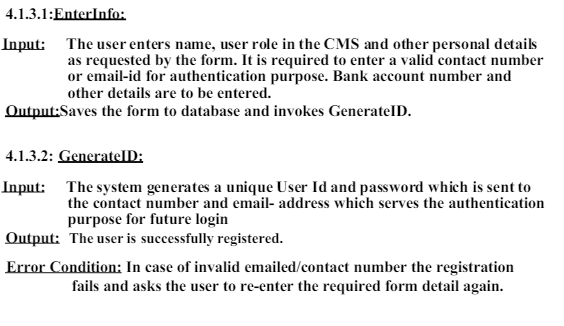 4.1.3.1:EnterInfo:
Input: The user enters name, user role in the CMS and other personal details
as requested by the form. It is required to enter a valid contact number
or email-id for authentication purpose. Bank account number and
other details are to be entered.
Output:Saves the form to database and invokes GenerateID.
4.1.3.2: GenerateID:
Input: The system generates a unique User Id and password which is sent to
the contact number and email- address which serves the authentication
purpose for future login
Output: The user is successfully registered.
Error Condition: In case of invalid emailed/contact number the registration
fails and asks the user to re-enter the required form detail again.